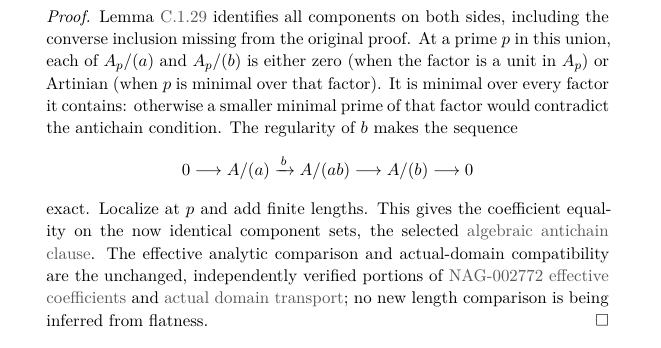 Proof. Lemma C.1.29 identifies all components on both sides, including the
converse inclusion missing from the original proof. At a prime p in this union,
each of Aₚ/(a) and Aₚ/(b) is either zero (when the factor is a unit in Aₚ) or
Artinian (when p is minimal over that factor). It is minimal over every factor
it contains: otherwise a smaller minimal prime of that factor would contradict
the antichain condition. The regularity of b makes the sequence
0 ⟶ A/(a) →ᵇ A/(ab) ⟶ A/(b) ⟶ 0
exact. Localize at p and add finite lengths. This gives the coefficient equal-
ity on the now identical component sets, the selected algebraic antichain
clause. The effective analytic comparison and actual-domain compatibility
are the unchanged, independently verified portions of NAG-002772 effective
coefficients and actual domain transport; no new length comparison is being
inferred from flatness. □